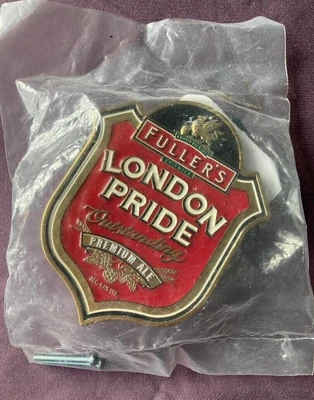 FULLER'S
LONDON
PRIDE
Outstanding
PREMIUM ALE